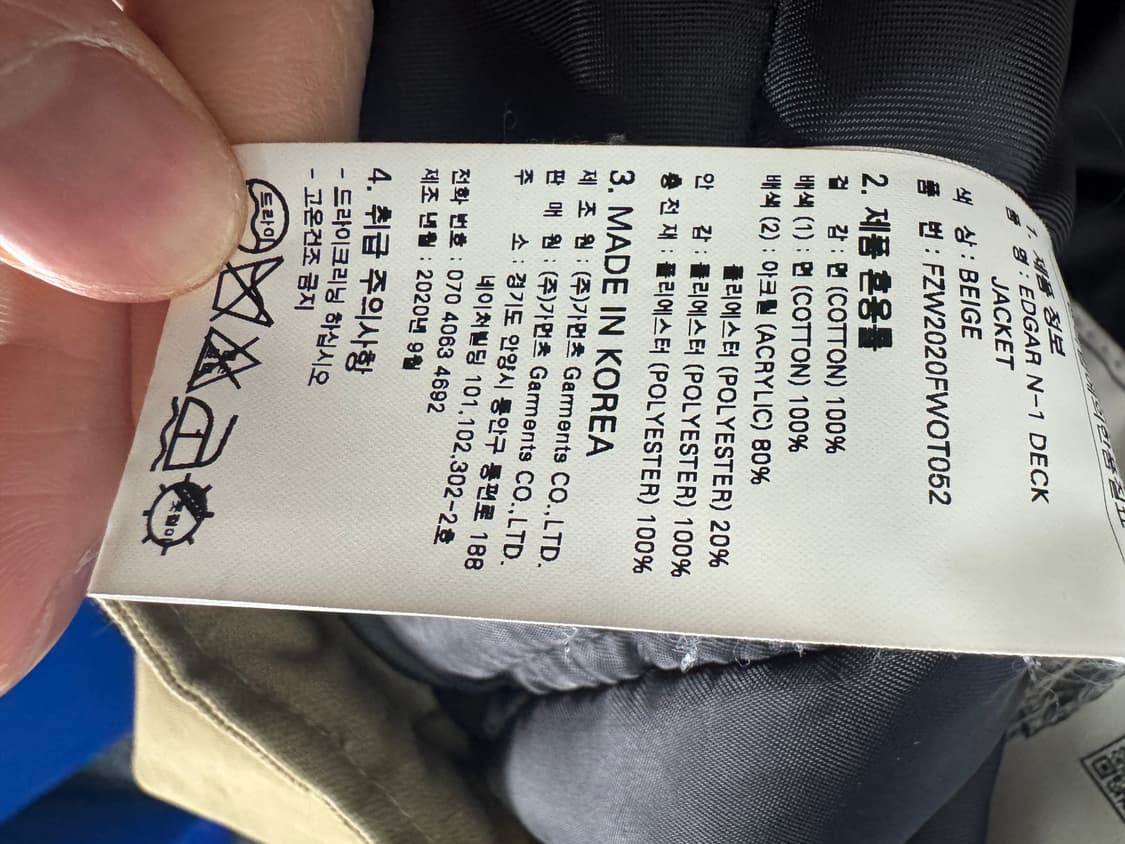 1. 제품 정보
품 명 : EDGAR N-1 DECK
JACKET
색 상 : BEIGE
품 번 : FZW2020FWOT052
2. 제품 혼용률
겉 감 : 면 (COTTON) 100%
배색 (1) : 면 (COTTON) 100%
배색 (2) : 아크릴 (ACRYLIC) 80%
폴리에스터 (POLYESTER) 20%
안 감 : 폴리에스터 (POLYESTER) 100%
충 전 재 : 폴리에스터 (POLYESTER) 100%
3. MADE IN KOREA
제 조 원 : (주)가먼츠 Garments CO.,LTD.
판 매 원 : (주)가먼츠 Garments CO.,LTD.
주 소 : 경기도 안양시 동안구 동편로 188
네이처빌딩 101,102,302-2호
전화 번호 : 070 4063 4692
제조 년월 : 2020년 9월
4. 취급 주의사항
- 드라이크리닝 하십시오
- 고온건조 금지
드라이